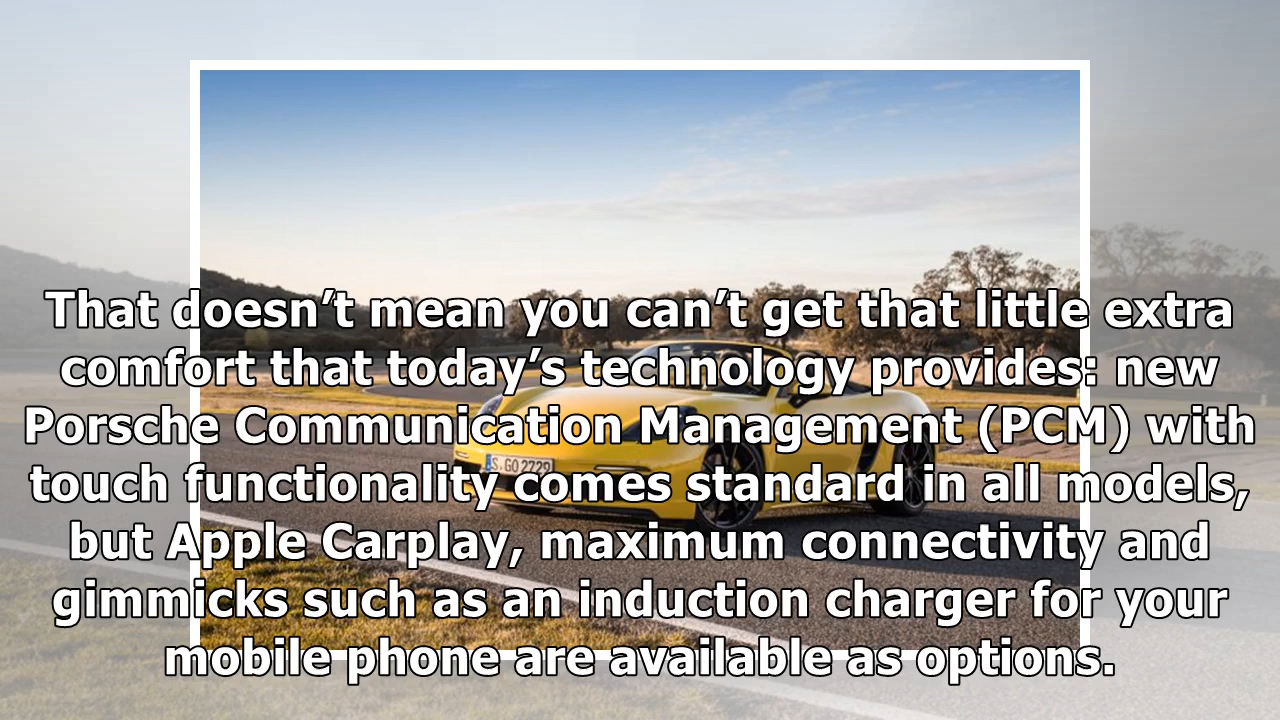 That doesn’t mean you can’t get that little extra
comfort that today’s technology provides: new
Porsche Communication Management (PCM) with
touch functionality comes standard in all models,
but Apple Carplay, maximum connectivity and
gimmicks such as an induction charger for your
mobile phone are available as options.
S GO 2229